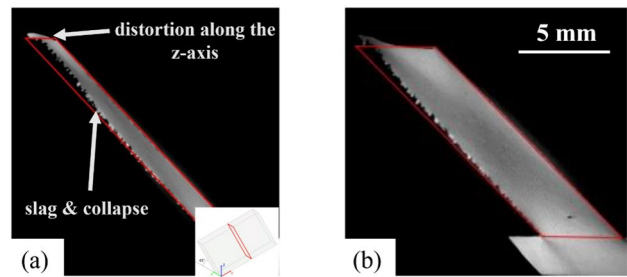 distortion along the
z-axis
slag & collapse
(a)
5 mm
(b)